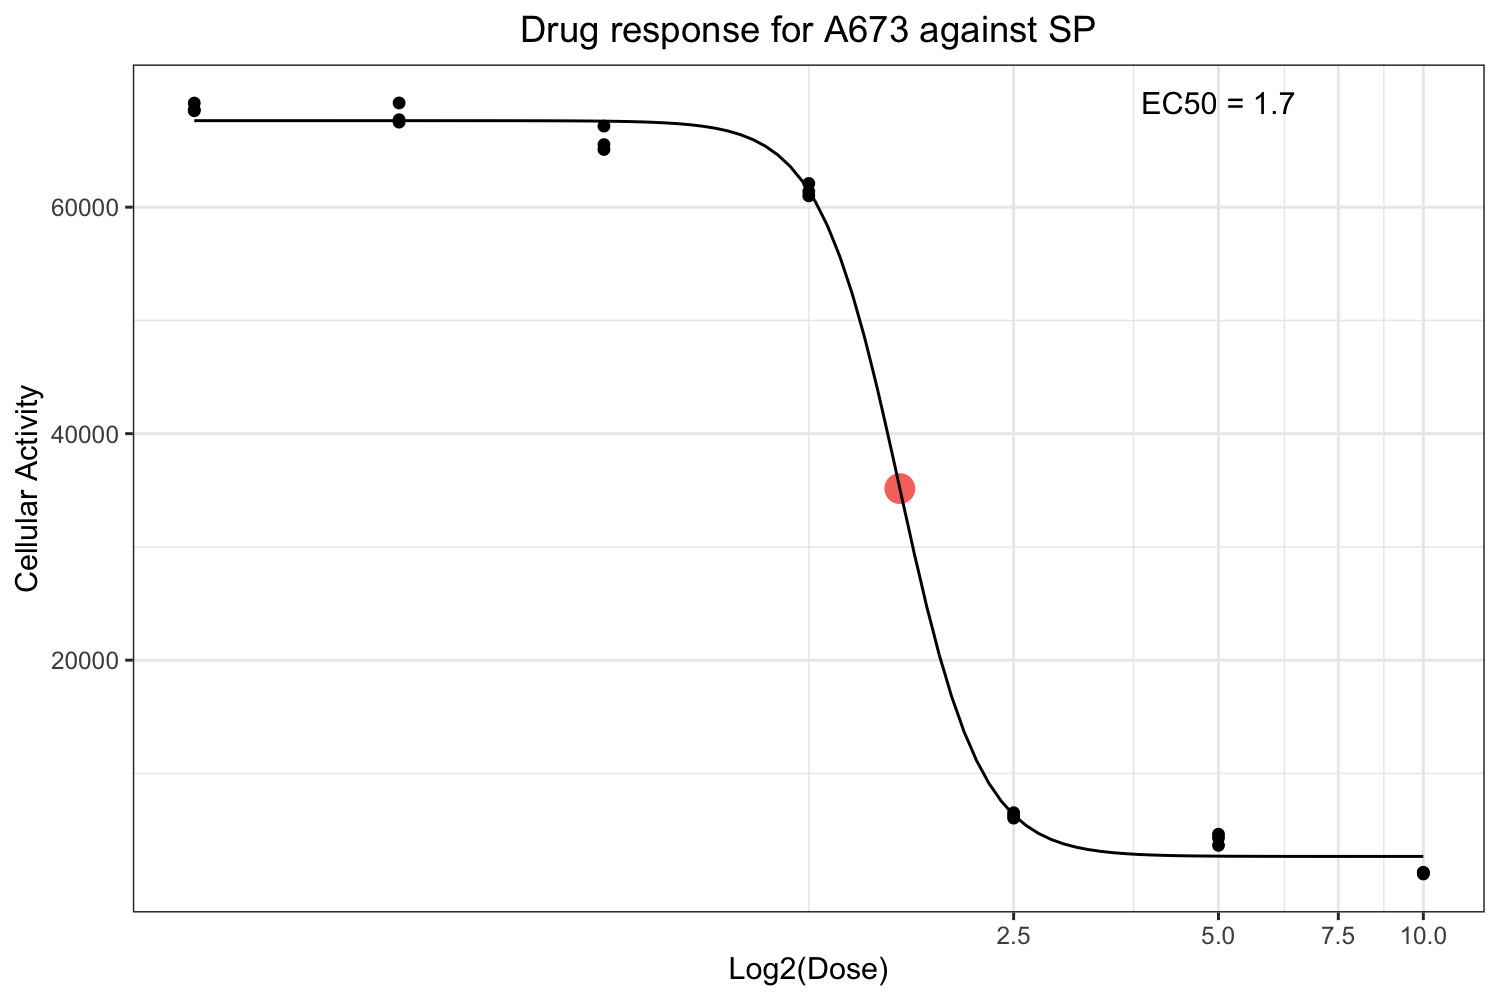 Drug response for A673 against SP
EC50 = 1.7
60000
40000
20000
Cellular Activity
2.5 5.0 7.5 10.0
Log2(Dose)